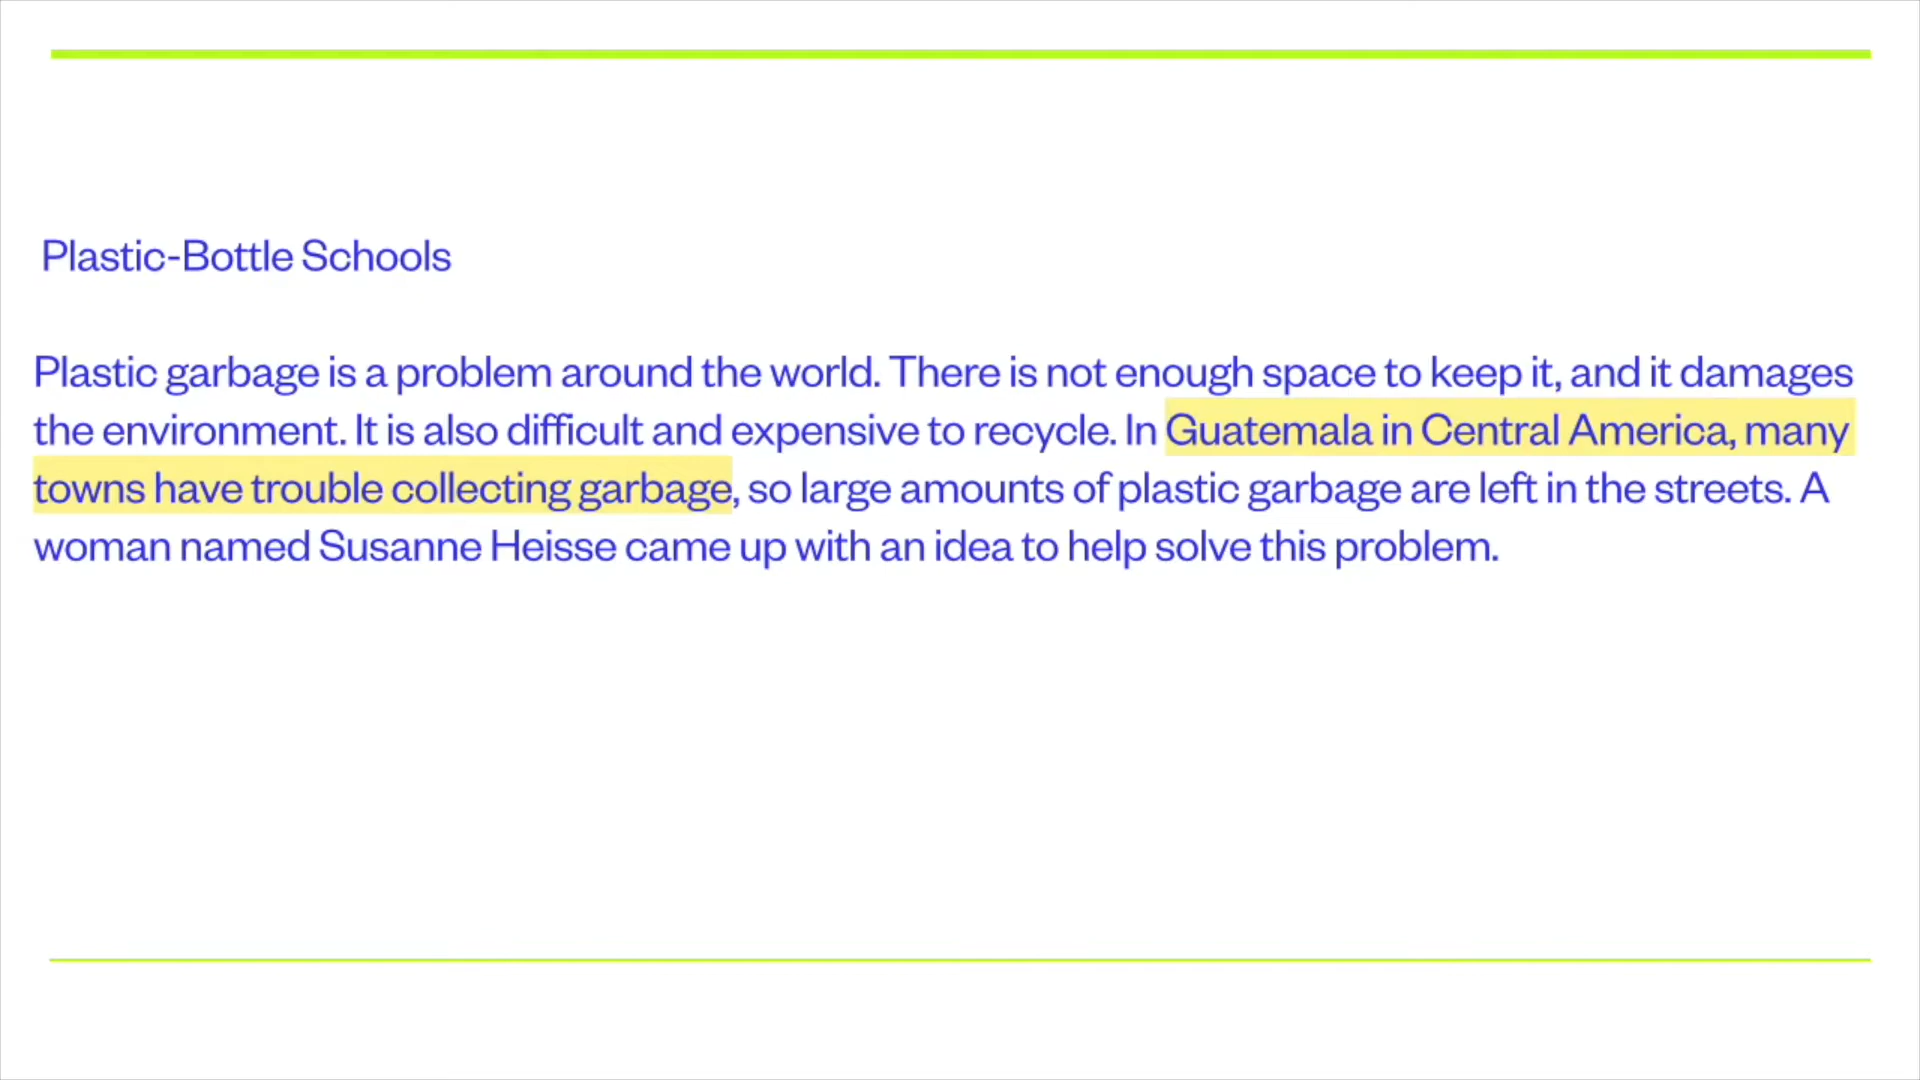 Plastic-Bottle Schools
Plastic garbage is a problem around the world. There is not enough space to keep it, and it damages
the environment. It is also difficult and expensive to recycle. In Guatemala in Central America, many
towns have trouble collecting garbage, so large amounts of plastic garbage are left in the streets. A
woman named Susanne Heisse came up with an idea to help solve this problem.